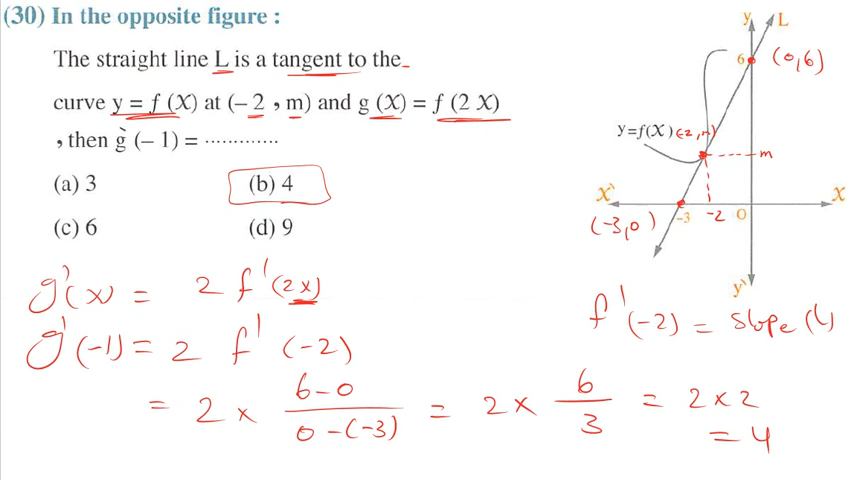 (30) In the opposite figure :
The straight line L is a tangent to the
curve y = f (X) at (– 2 , m) and g (X) = f (2 X)
, then g̀ (– 1) = .............
(a) 3
(b) 4
(c) 6
(d) 9
y
L
6
(0,6)
y=f(X)
(-2,m)
m
X`
X
(-3,0)
-3
-2
O
y`
g'(x) = 2 f'(2x)
f'(-2) = slope (L)
g'(-1) = 2 f'(-2)
= 2 × 6-0 / 0-(-3) = 2 × 6/3 = 2×2
= 4